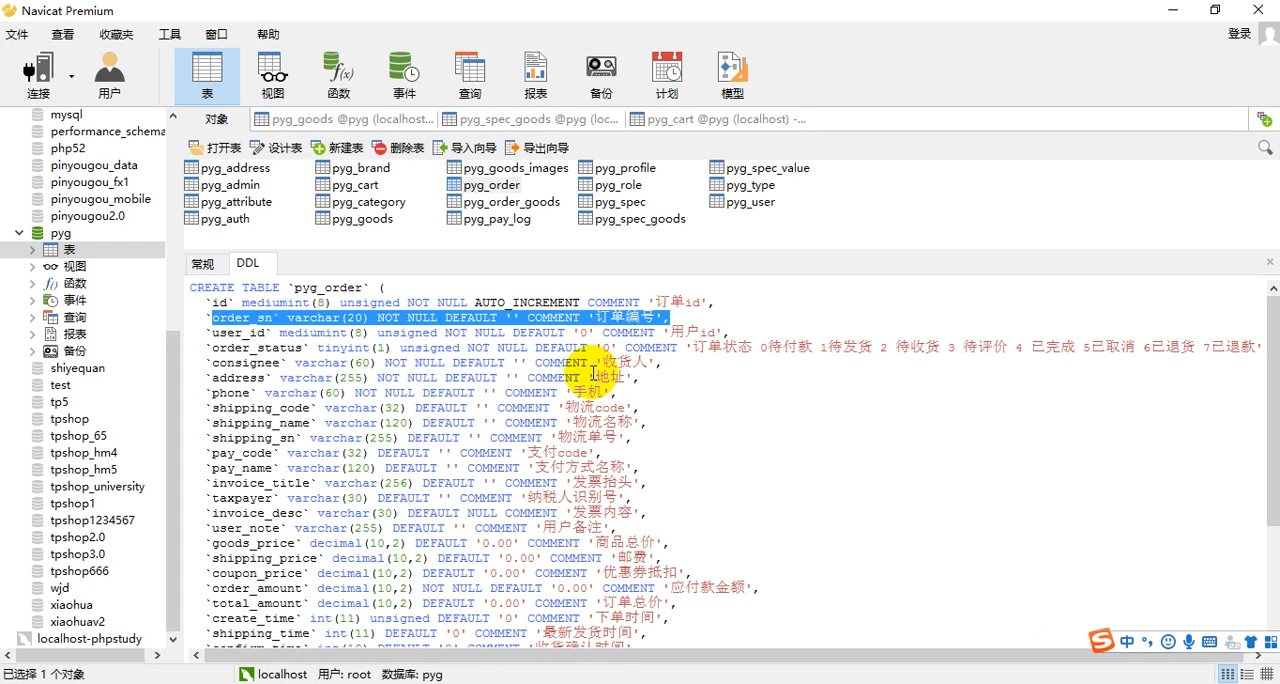 Navicat Premium
文件 查看 收藏夹 工具 窗口 帮助 登录
连接 用户 表 视图 函数 事件 查询 报表 备份 计划 模型
对象 pyg_goods @pyg (localhost... pyg_spec_goods @pyg (loc... pyg_cart @pyg (localhost) -...
打开表 设计表 新建表 删除表 导入向导 导出向导
mysql
performance_schema
php52
pinyougou_data
pinyougou_fx1
pinyougou_mobile
pinyougou2.0
pyg
表
视图
函数
事件
查询
报表
备份
shiyequan
test
tp5
tpshop
tpshop_65
tpshop_hm4
tpshop_hm5
tpshop_university
tpshop1
tpshop1234567
tpshop2.0
tpshop3.0
tpshop666
wjd
xiaohua
xiaohuav2
localhost-phpstudy
pyg_address pyg_brand pyg_goods_images pyg_profile pyg_spec_value
pyg_admin pyg_cart pyg_order pyg_role pyg_type
pyg_attribute pyg_category pyg_order_goods pyg_spec pyg_user
pyg_auth pyg_goods pyg_pay_log pyg_spec_goods
常规 DDL
CREATE TABLE `pyg_order` (
`id` mediumint(8) unsigned NOT NULL AUTO_INCREMENT COMMENT '订单id',
`order_sn` varchar(20) NOT NULL DEFAULT '' COMMENT '订单编号',
`user_id` mediumint(8) unsigned NOT NULL DEFAULT '0' COMMENT '用户id',
`order_status` tinyint(1) unsigned NOT NULL DEFAULT '0' COMMENT '订单状态 0待付款 1待发货 2 待收货 3 待评价 4 已完成 5已取消 6已退货 7已退款'
`consignee` varchar(60) NOT NULL DEFAULT '' COMMENT '收货人',
`address` varchar(255) NOT NULL DEFAULT '' COMMENT '地址',
`phone` varchar(60) NOT NULL DEFAULT '' COMMENT '手机',
`shipping_code` varchar(32) DEFAULT '' COMMENT '物流code',
`shipping_name` varchar(120) DEFAULT '' COMMENT '物流名称',
`shipping_sn` varchar(255) DEFAULT '' COMMENT '物流单号',
`pay_code` varchar(32) DEFAULT '' COMMENT '支付code',
`pay_name` varchar(120) DEFAULT '' COMMENT '支付方式名称',
`invoice_title` varchar(256) DEFAULT '' COMMENT '发票抬头',
`taxpayer` varchar(30) DEFAULT '' COMMENT '纳税人识别号',
`invoice_desc` varchar(30) DEFAULT NULL COMMENT '发票内容',
`user_note` varchar(255) DEFAULT '' COMMENT '用户备注',
`goods_price` decimal(10,2) DEFAULT '0.00' COMMENT '商品总价',
`shipping_price` decimal(10,2) DEFAULT '0.00' COMMENT '邮费',
`coupon_price` decimal(10,2) DEFAULT '0.00' COMMENT '优惠券抵扣',
`order_amount` decimal(10,2) NOT NULL DEFAULT '0.00' COMMENT '应付款金额',
`total_amount` decimal(10,2) DEFAULT '0.00' COMMENT '订单总价',
`create_time` int(11) unsigned DEFAULT '0' COMMENT '下单时间',
`shipping_time` int(11) DEFAULT '0' COMMENT '最新发货时间',
`confirm_time` int(10) DEFAULT '0' COMMENT '收货确认时间',
中
已选择 1 个对象 localhost 用户: root 数据库: pyg